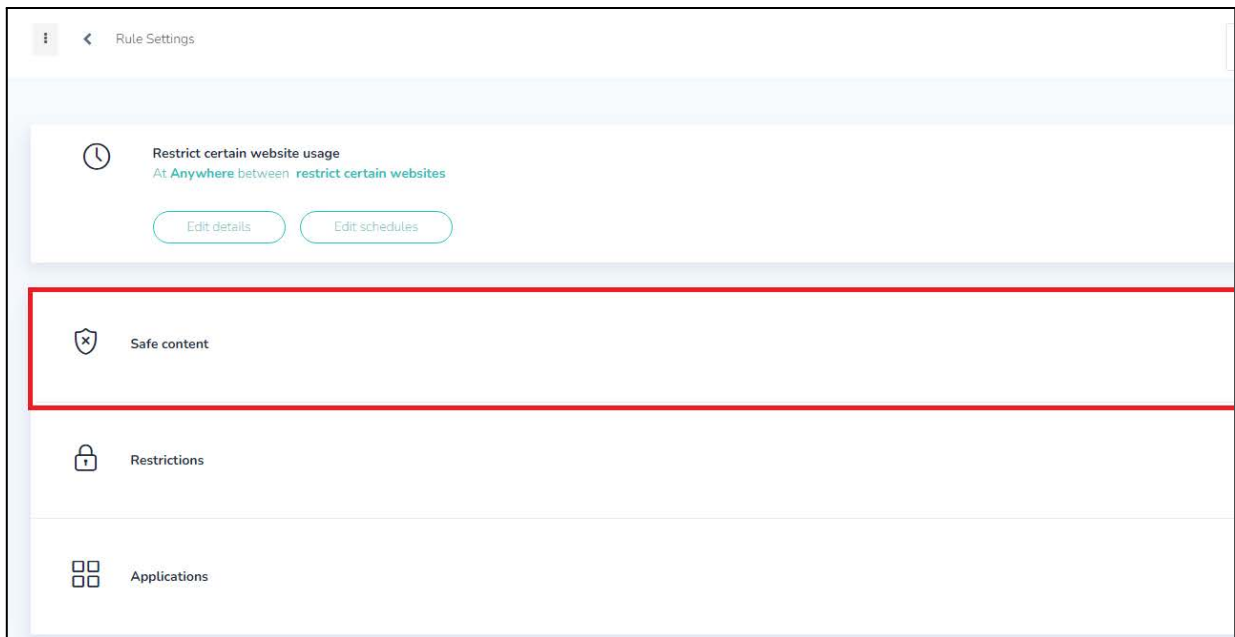 Rule Settings
Restrict certain website usage
At Anywhere between restrict certain websites
Edit details Edit schedules
Safe content
Restrictions
Applications